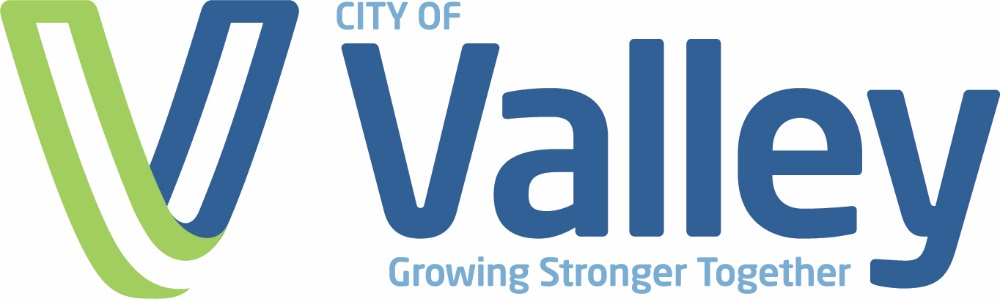 CITY OF
Valley
Growing Stronger Together